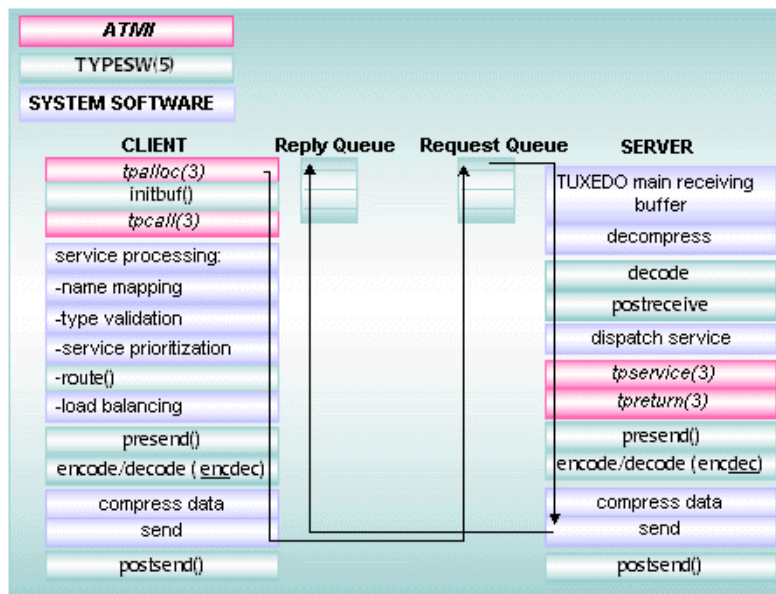 ATMI
TYPESW(5)
SYSTEM SOFTWARE
CLIENT
tpalloc(3)
initbuf()
tpcall(3)
service processing:
-name mapping
-type validation
-service prioritization
-route()
-load balancing
presend()
encode/decode ( encdec)
compress data
send
postsend()
Reply Queue
Request Queue
SERVER
TUXEDO main receiving
buffer
decompress
decode
postreceive
dispatch service
tpservice(3)
tpreturn(3)
presend()
encode/decode (encdec)
compress data
send
postsend()